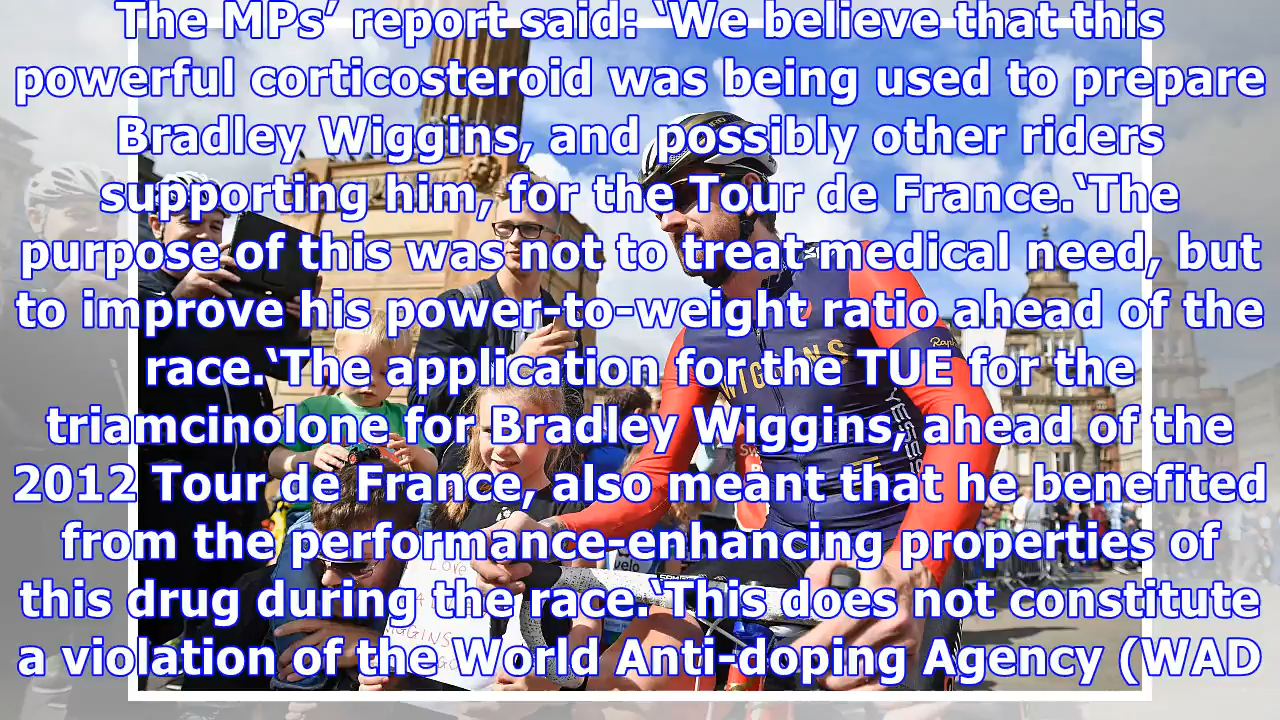 The MPs’ report said: ‘We believe that this
powerful corticosteroid was being used to prepare
Bradley Wiggins, and possibly other riders
supporting him, for the Tour de France.‘The
purpose of this was not to treat medical need, but
to improve his power-to-weight ratio ahead of the
race.‘The application for the TUE for the
triamcinolone for Bradley Wiggins, ahead of the
2012 Tour de France, also meant that he benefited
from the performance-enhancing properties of
this drug during the race.‘This does not constitute
a violation of the World Anti-doping Agency (WAD
WIGGINS
I Love
WIGGINS
velo